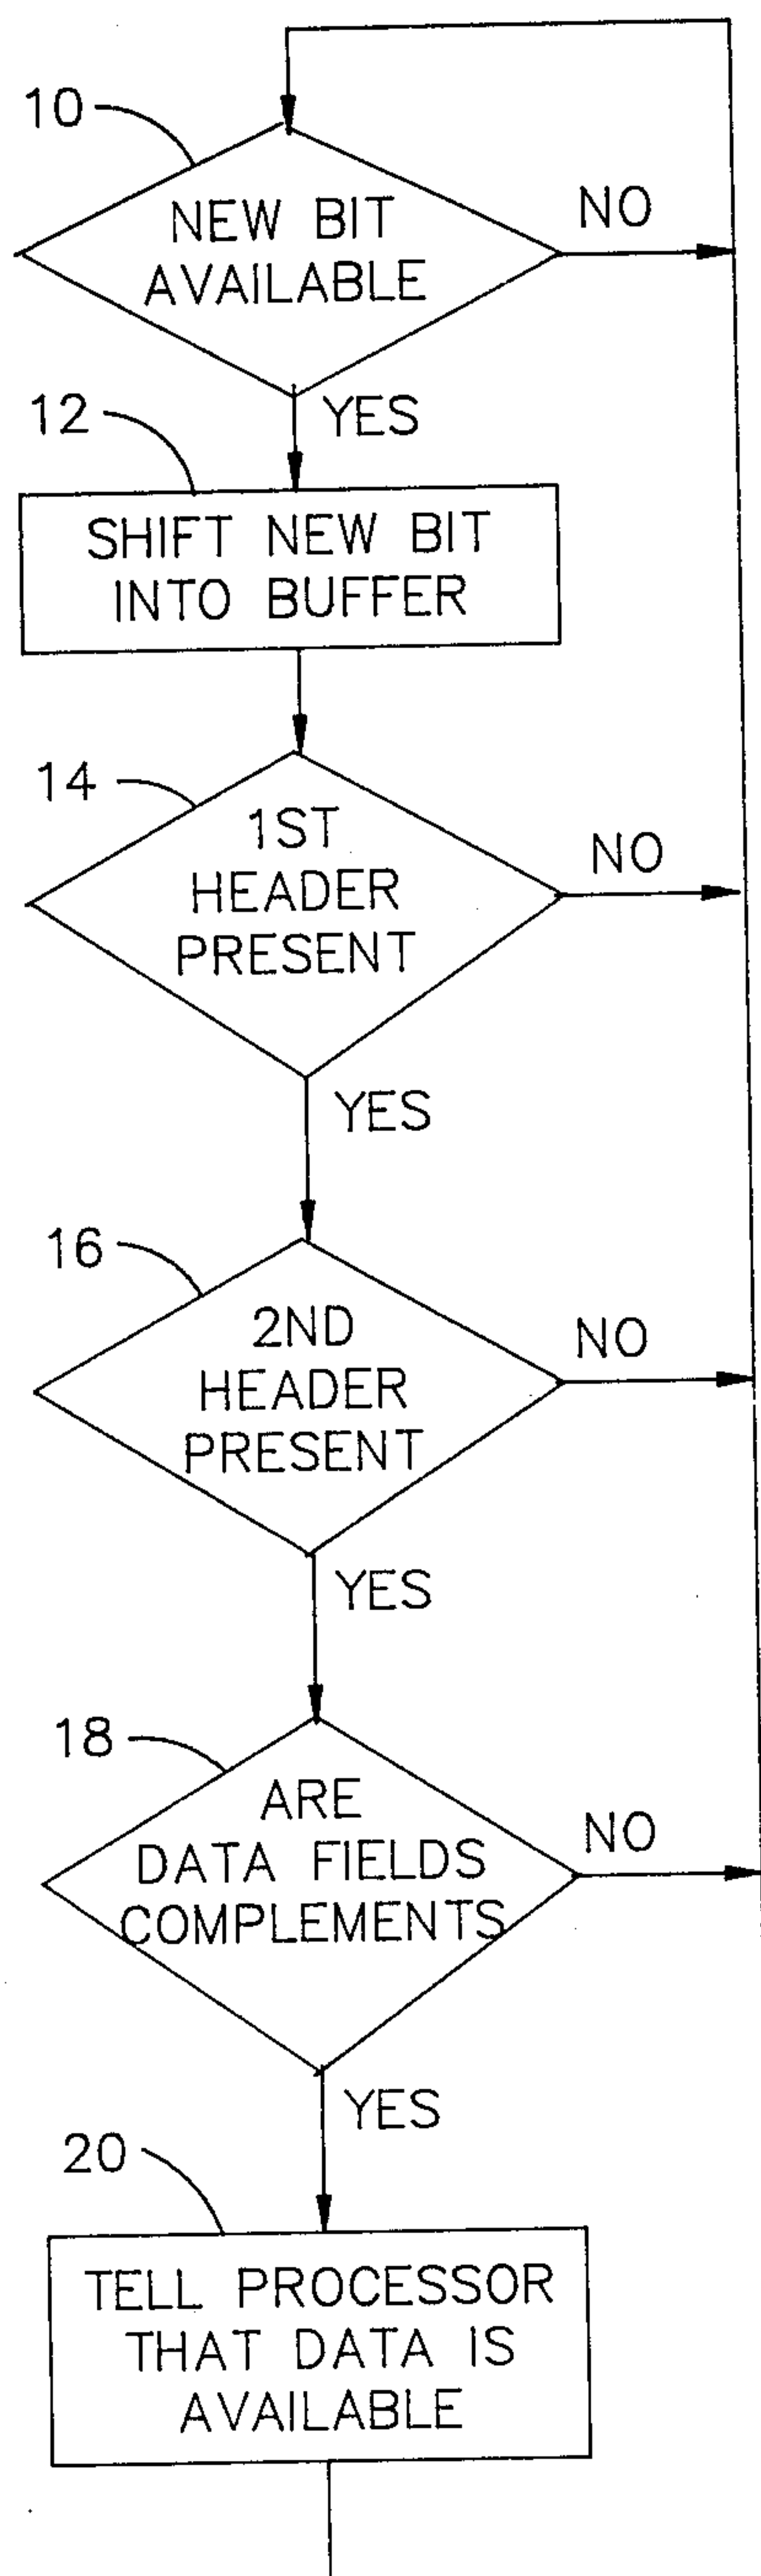 10
NEW BIT
AVAILABLE
NO
YES
12
SHIFT NEW BIT
INTO BUFFER
14
1ST
HEADER
PRESENT
NO
YES
16
2ND
HEADER
PRESENT
NO
YES
18
ARE
DATA FIELDS
COMPLEMENTS
NO
YES
20
TELL PROCESSOR
THAT DATA IS
AVAILABLE